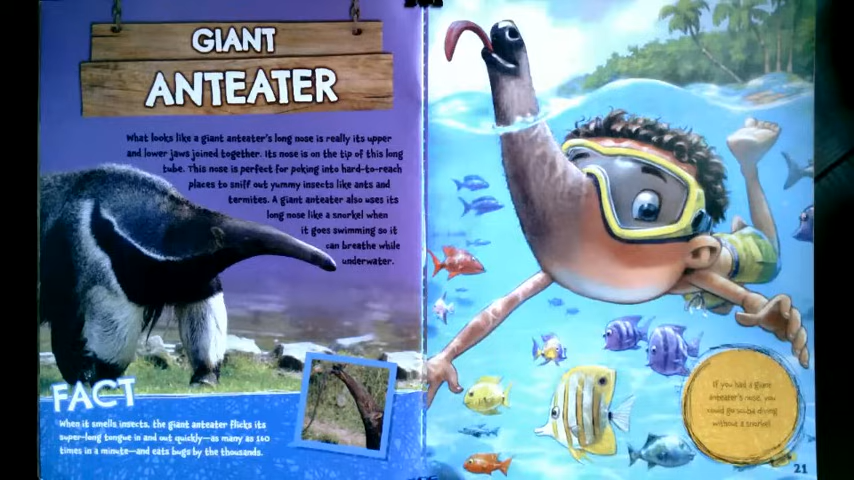 GIANT
ANTEATER
What looks like a giant anteater's long nose is really its upper
and lower jaws joined together. Its nose is on the tip of this long
tube. This nose is perfect for poking into hard-to-reach
places to sniff out yummy insects like ants and
termites. A giant anteater also uses its
long nose like a snorkel when
it goes swimming so it
can breathe while
underwater.
FACT
When it smells insects, the giant anteater flicks its
super-long tongue in and out quickly—as many as 160
times in a minute—and eats bugs by the thousands.
If you had a giant
anteater's nose, you
could go scuba diving
without a snorkel!
21